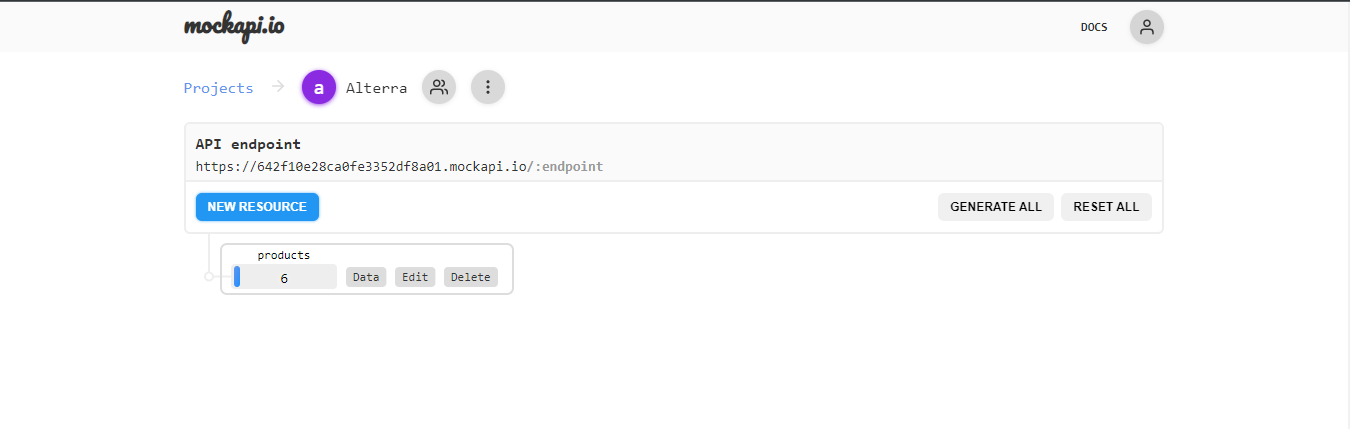 mockapi.io
DOCS
Projects
a
Alterra
API endpoint
https://642f10e28ca0fe3352df8a01.mockapi.io/:endpoint
NEW RESOURCE
GENERATE ALL
RESET ALL
products
6
Data
Edit
Delete